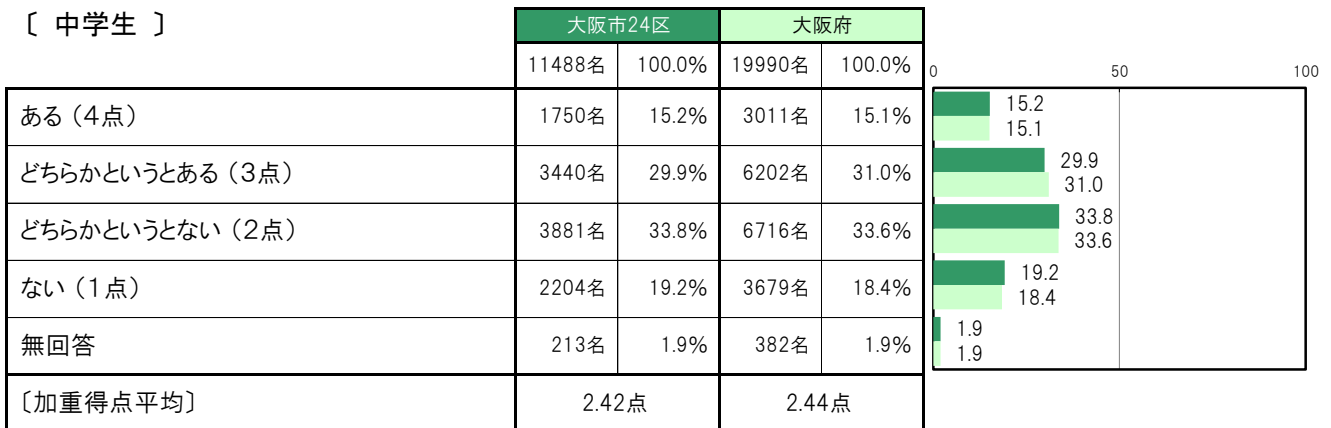 〔 中学生 〕
大阪市24区 大阪府
11488名 100.0% 19990名 100.0%
0 50 100
ある（4点） 1750名 15.2% 3011名 15.1%
15.2
15.1
どちらかというとある（3点） 3440名 29.9% 6202名 31.0%
29.9
31.0
どちらかというとない（2点） 3881名 33.8% 6716名 33.6%
33.8
33.6
ない（1点） 2204名 19.2% 3679名 18.4%
19.2
18.4
無回答 213名 1.9% 382名 1.9%
1.9
1.9
〔加重得点平均〕 2.42点 2.44点